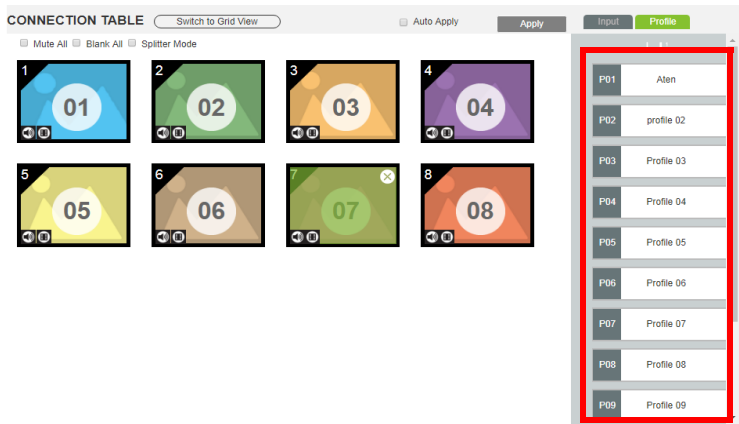 CONNECTION TABLE Switch to Grid View Auto Apply Apply Input Profile
Mute All Blank All Splitter Mode
1 01 2 02 3 03 4 04
5 05 6 06 7 07 8 08
P01 Aten
P02 profile 02
P03 Profile 03
P04 Profile 04
P05 Profile 05
P06 Profile 06
P07 Profile 07
P08 Profile 08
P09 Profile 09